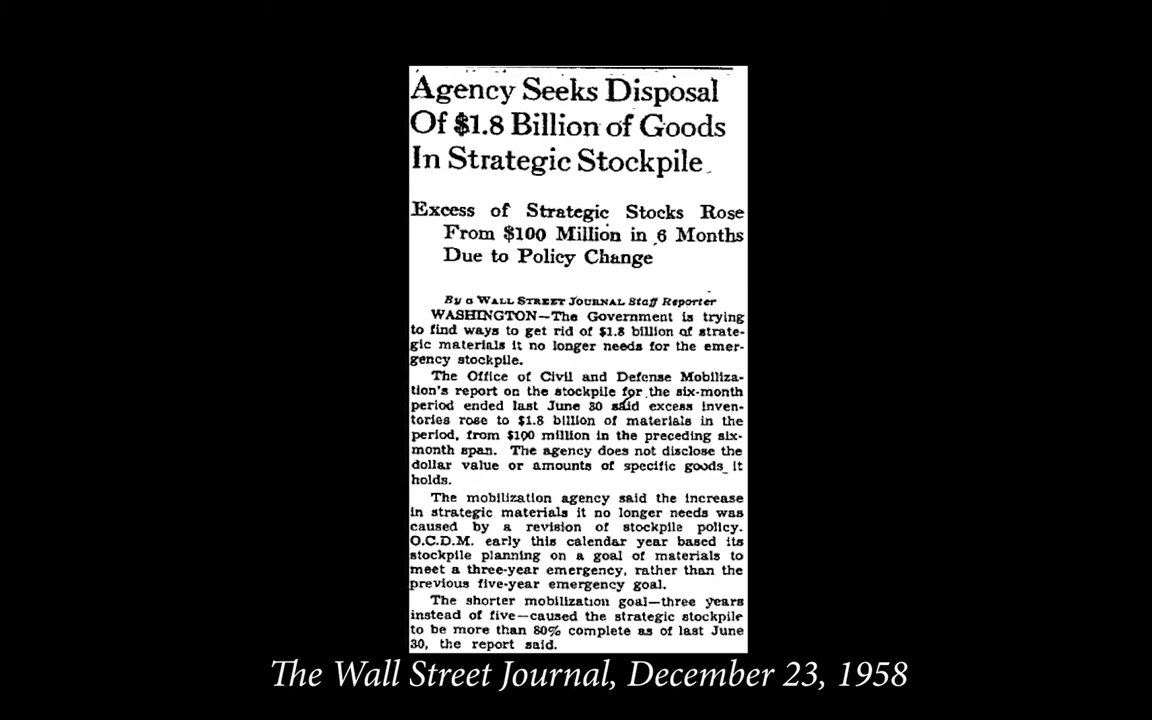 Agency Seeks Disposal
Of $1.8 Billion of Goods
In Strategic Stockpile
Excess of Strategic Stocks Rose
From $100 Million in 6 Months
Due to Policy Change
By a WALL STREET JOURNAL Staff Reporter
WASHINGTON—The Government is trying
to find ways to get rid of $1.8 billion of strate-
gic materials it no longer needs for the emer-
gency stockpile.
The Office of Civil and Defense Mobiliza-
tion's report on the stockpile for the six-month
period ended last June 30 said excess inven-
tories rose to $1.8 billion of materials in the
period, from $100 million in the preceding six-
month span. The agency does not disclose the
dollar value or amounts of specific goods it
holds.
The mobilization agency said the increase
in strategic materials it no longer needs was
caused by a revision of stockpile policy.
O.C.D.M. early this calendar year based its
stockpile planning on a goal of materials to
meet a three-year emergency, rather than the
previous five-year emergency goal.
The shorter mobilization goal—three years
instead of five—caused the strategic stockpile
to be more than 80% complete as of last June
30, the report said.
The Wall Street Journal, December 23, 1958